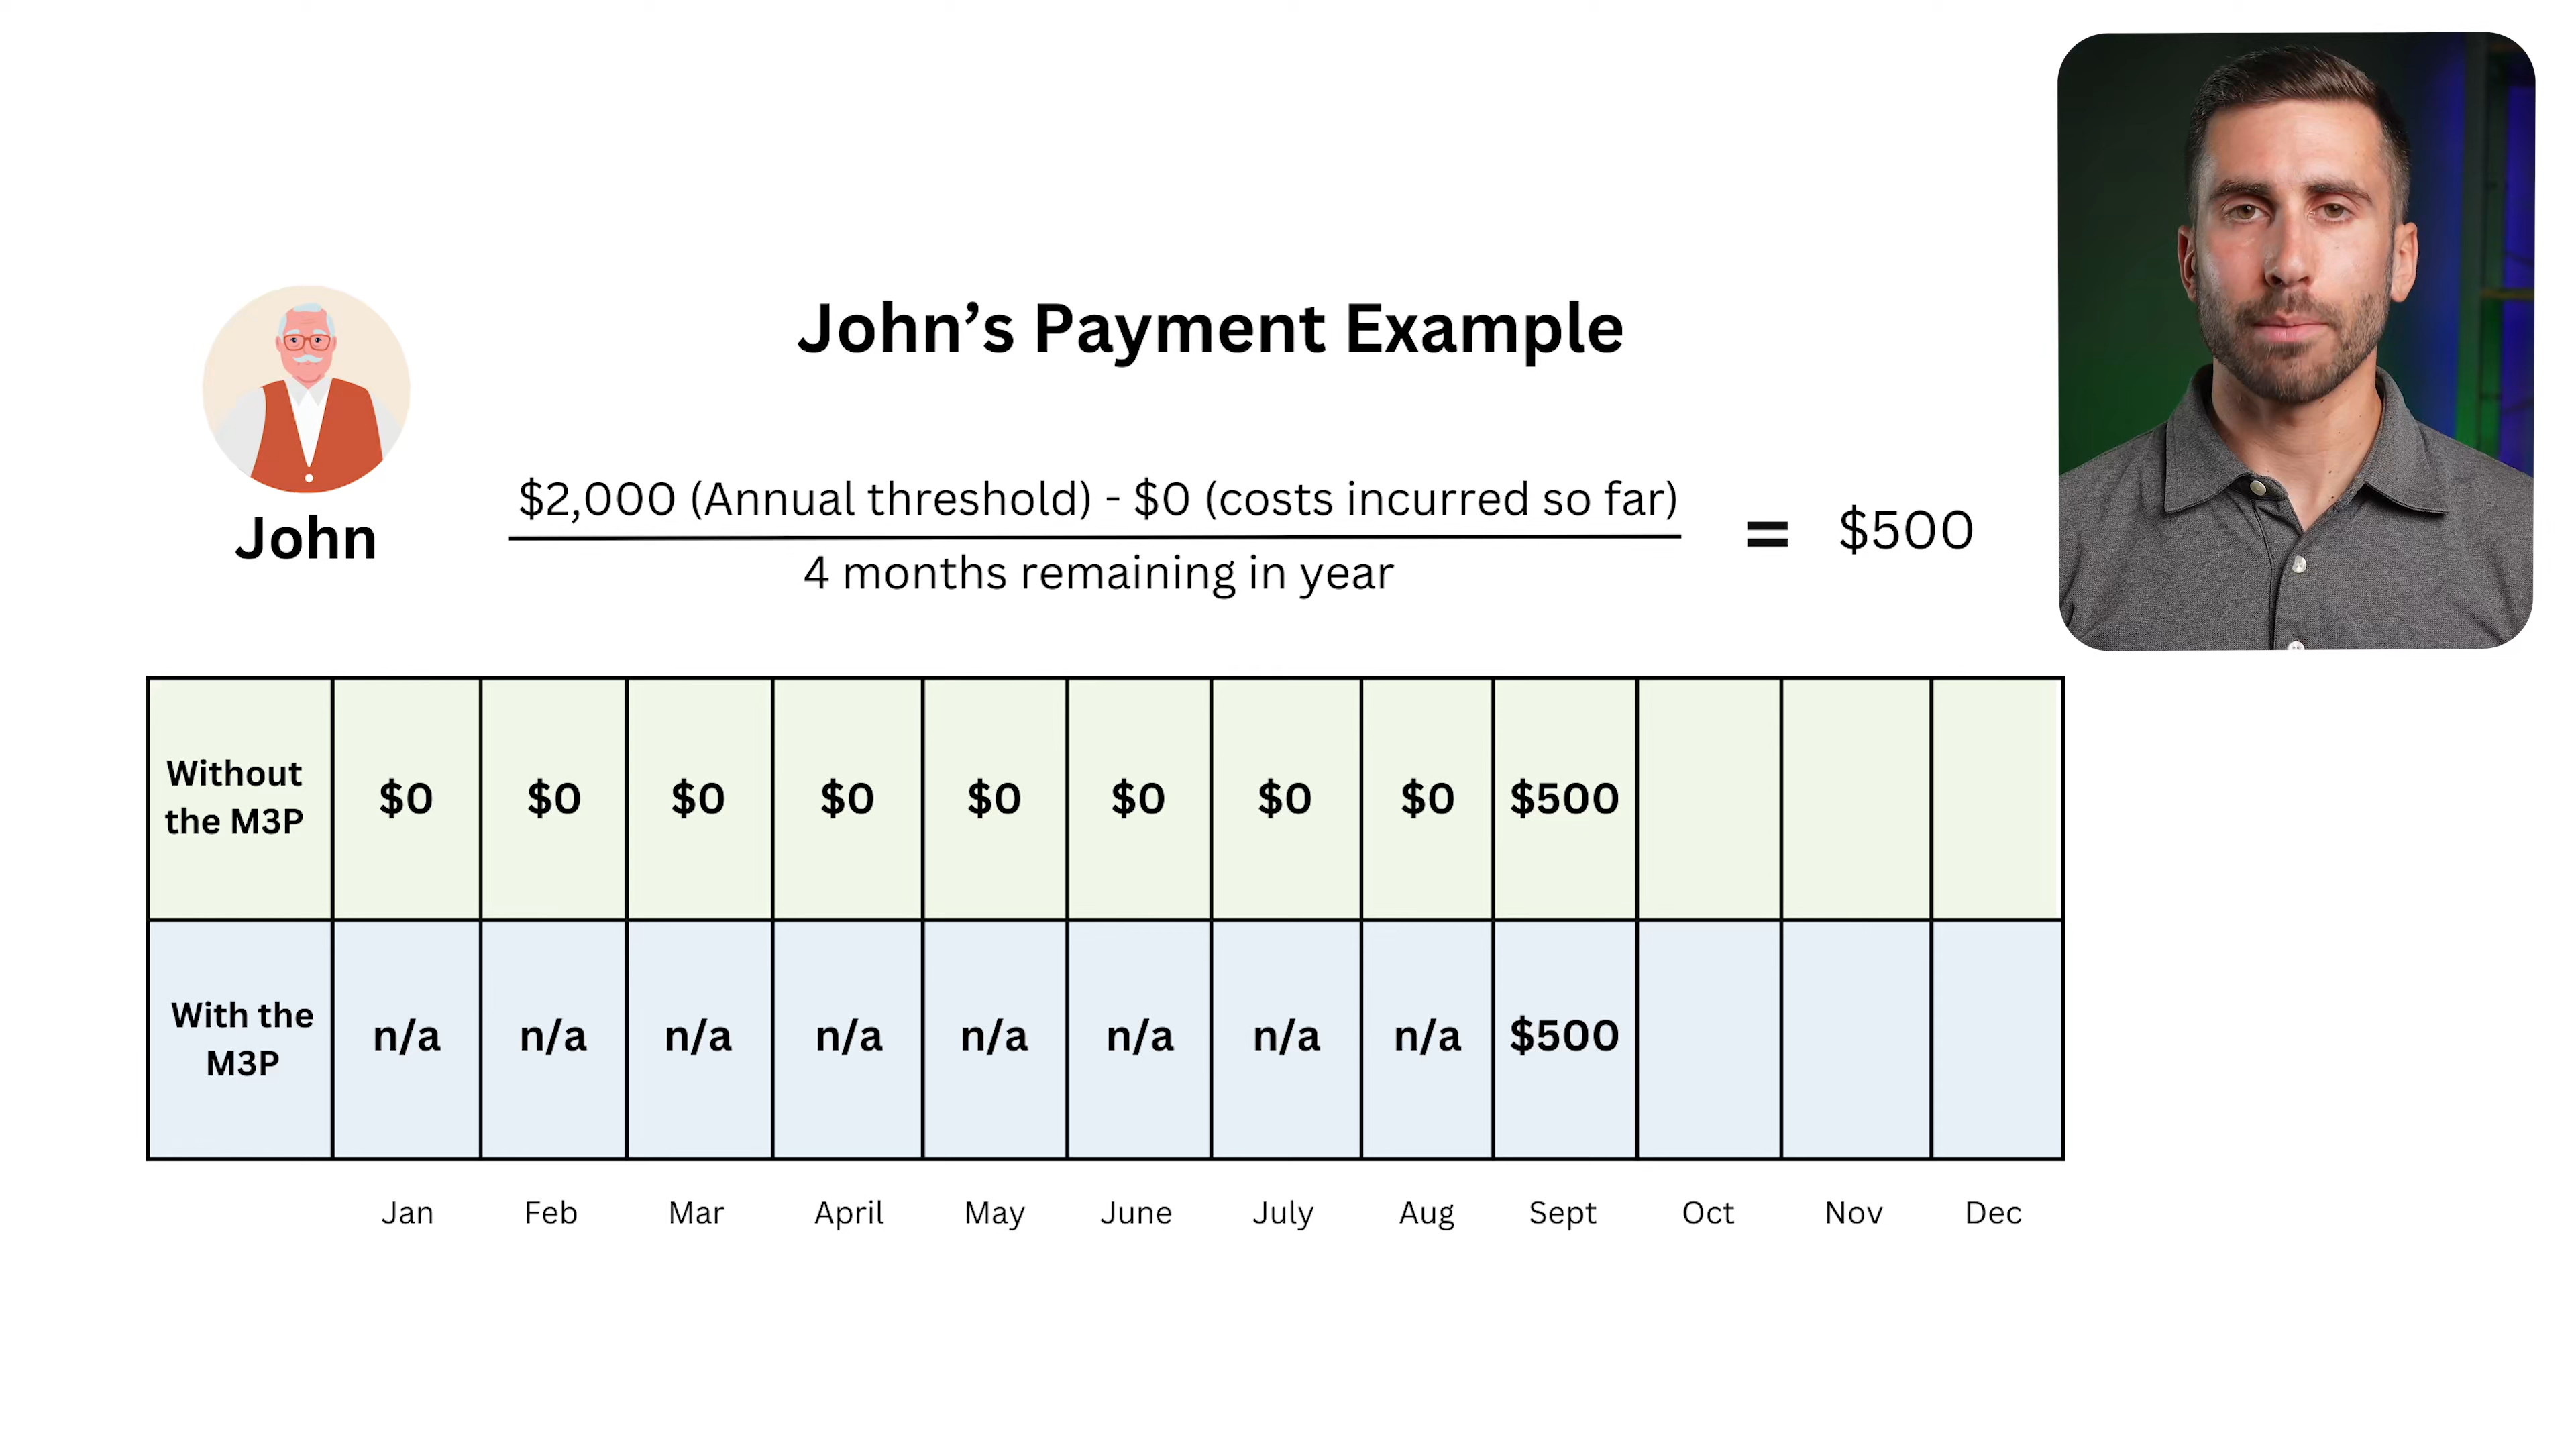 John's Payment Example
John
$2,000 (Annual threshold) - $0 (costs incurred so far)
4 months remaining in year
= $500
Without the M3P $0 $0 $0 $0 $0 $0 $0 $0 $500
With the M3P n/a n/a n/a n/a n/a n/a n/a n/a $500
Jan Feb Mar April May June July Aug Sept Oct Nov Dec